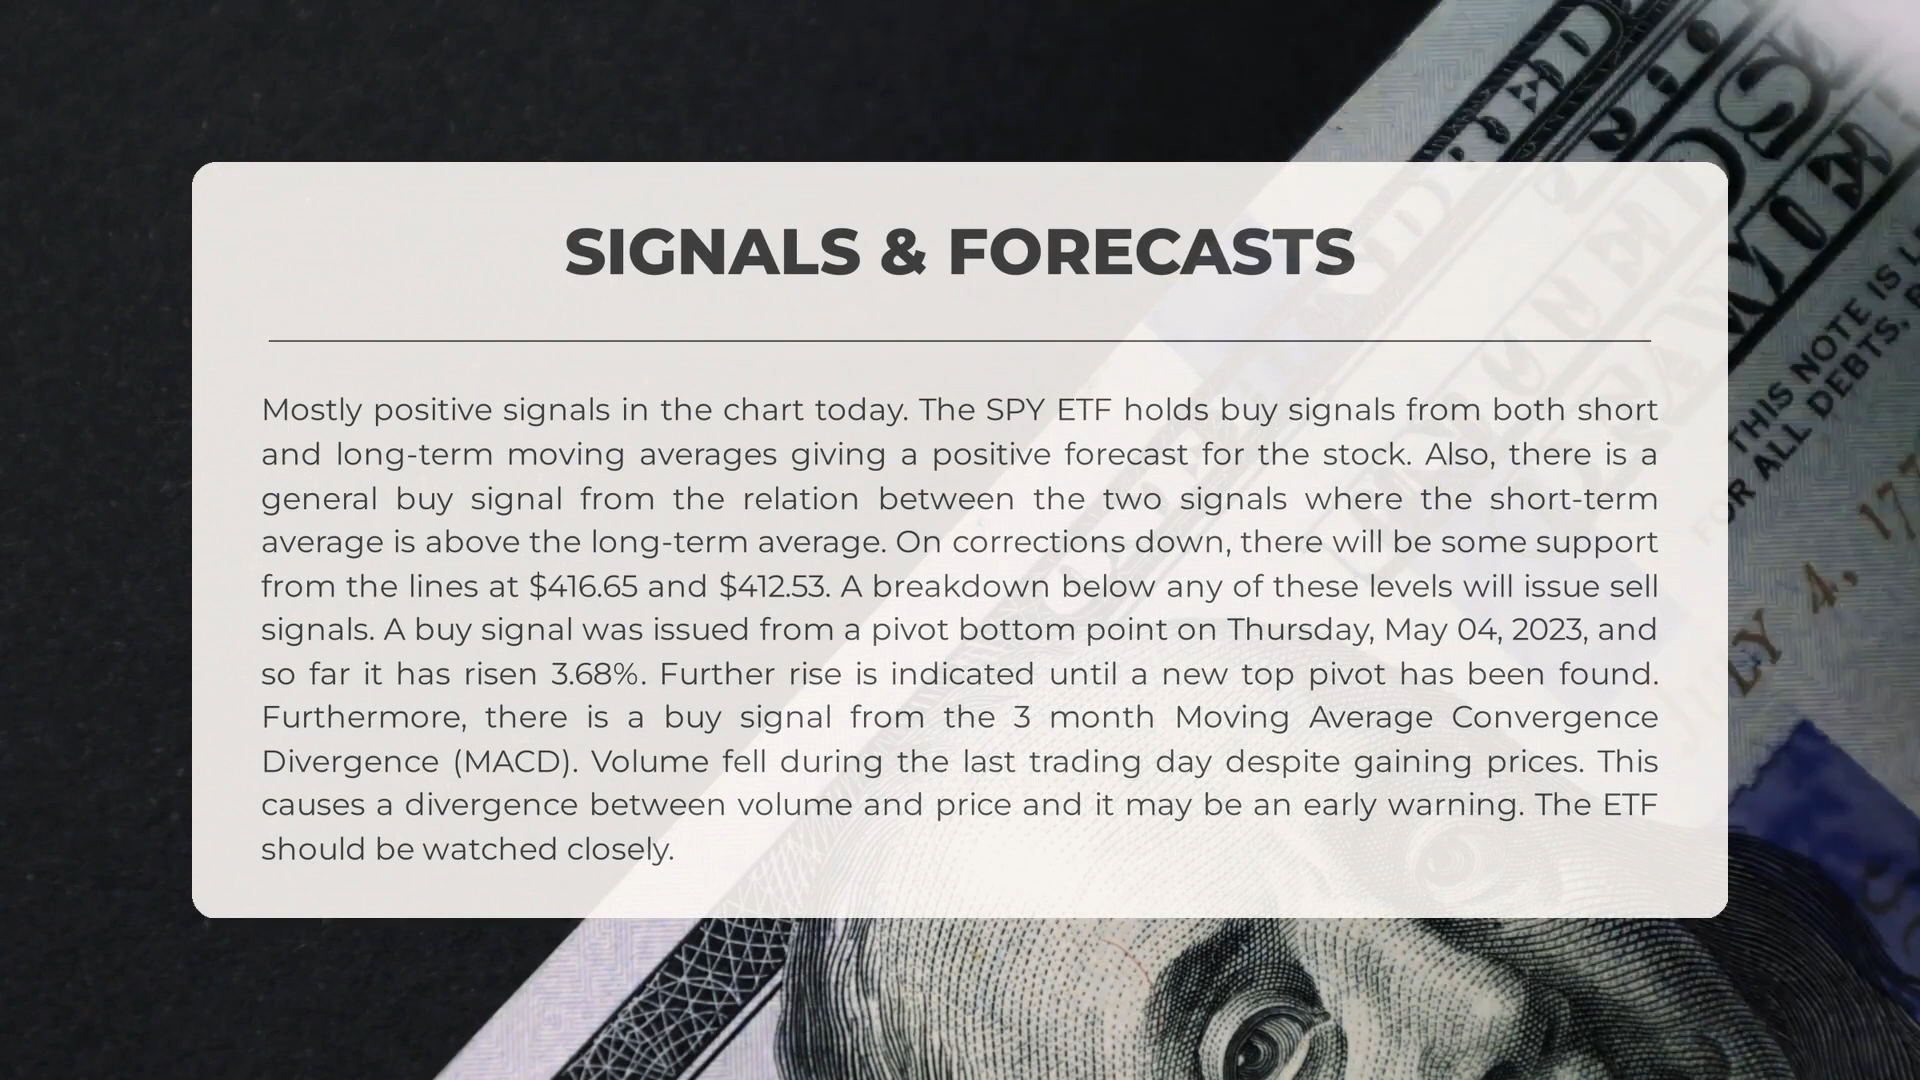 SIGNALS & FORECASTS
Mostly positive signals in the chart today. The SPY ETF holds buy signals from both short
and long-term moving averages giving a positive forecast for the stock. Also, there is a
general buy signal from the relation between the two signals where the short-term
average is above the long-term average. On corrections down, there will be some support
from the lines at $416.65 and $412.53. A breakdown below any of these levels will issue sell
signals. A buy signal was issued from a pivot bottom point on Thursday, May 04, 2023, and
so far it has risen 3.68%. Further rise is indicated until a new top pivot has been found.
Furthermore, there is a buy signal from the 3 month Moving Average Convergence
Divergence (MACD). Volume fell during the last trading day despite gaining prices. This
causes a divergence between volume and price and it may be an early warning. The ETF
should be watched closely.
THIS NOTE IS
FOR ALL DEBTS,
JULY 4,